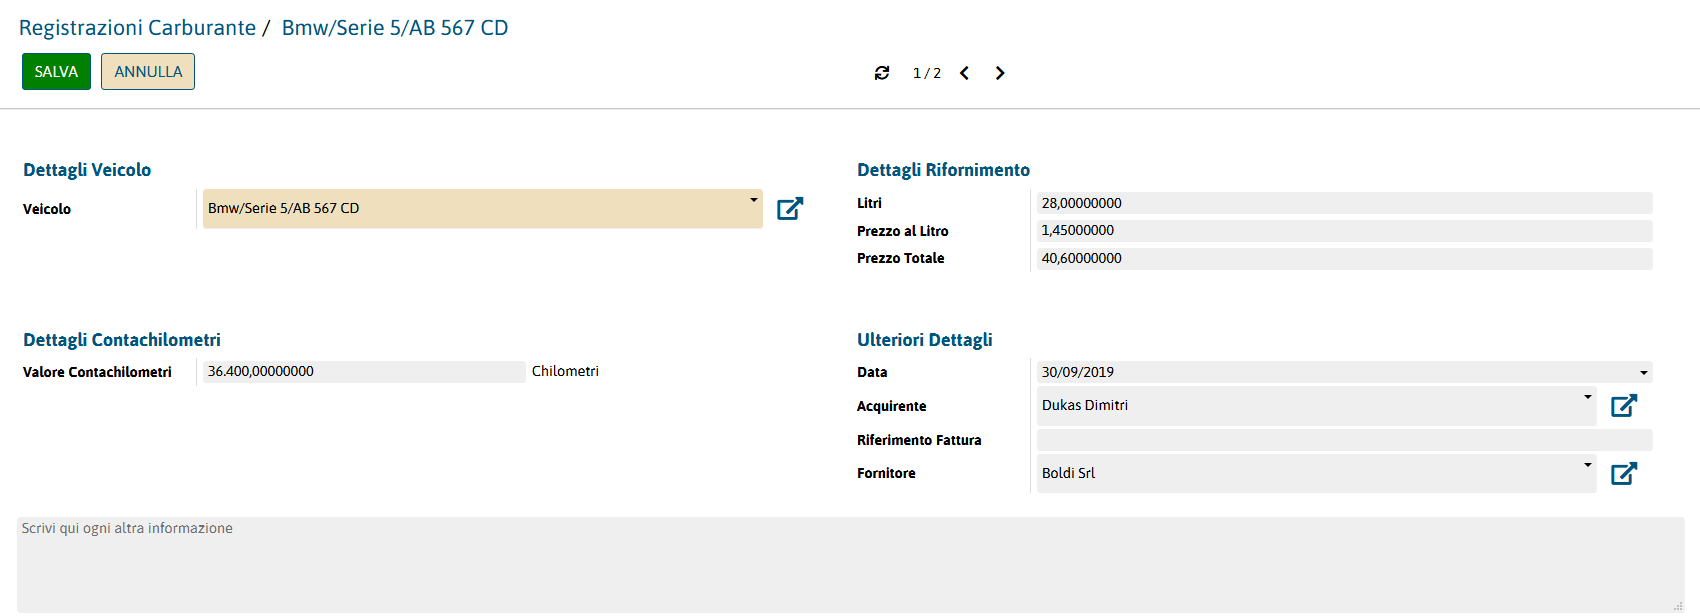 Registrazioni Carburante / Bmw/Serie 5/AB 567 CD
SALVA ANNULLA 1 / 2
Dettagli Veicolo
Veicolo Bmw/Serie 5/AB 567 CD
Dettagli Rifornimento
Litri 28,00000000
Prezzo al Litro 1,45000000
Prezzo Totale 40,60000000
Dettagli Contachilometri
Valore Contachilometri 36.400,00000000 Chilometri
Ulteriori Dettagli
Data 30/09/2019
Acquirente Dukas Dimitri
Riferimento Fattura
Fornitore Boldi Srl
Scrivi qui ogni altra informazione